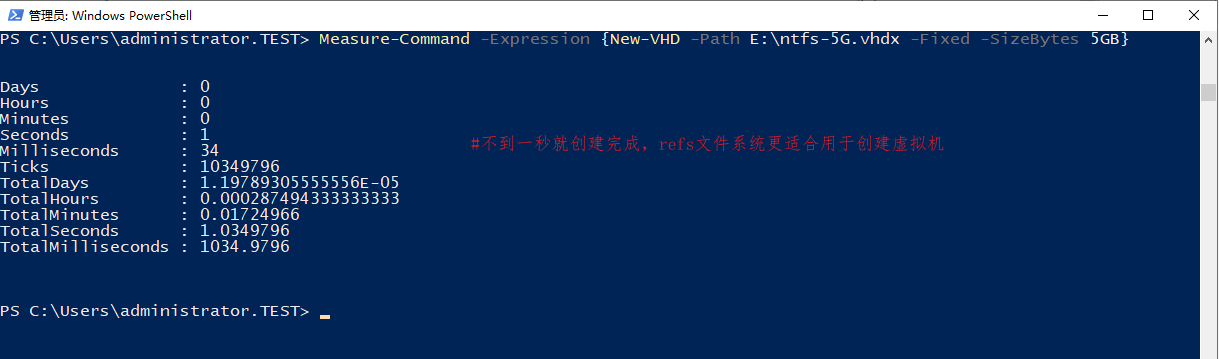 管理员: Windows PowerShell
PS C:\Users\administrator.TEST> Measure-Command -Expression {New-VHD -Path E:\ntfs-5G.vhdx -Fixed -SizeBytes 5GB}
Days              : 0
Hours             : 0
Minutes           : 0
Seconds           : 1
Milliseconds      : 34
Ticks             : 10349796
TotalDays         : 1.19789305555556E-05
TotalHours        : 0.000287494333333333
TotalMinutes      : 0.01724966
TotalSeconds      : 1.0349796
TotalMilliseconds : 1034.9796
#不到一秒就创建完成，refs文件系统更适合用于创建虚拟机
PS C:\Users\administrator.TEST>